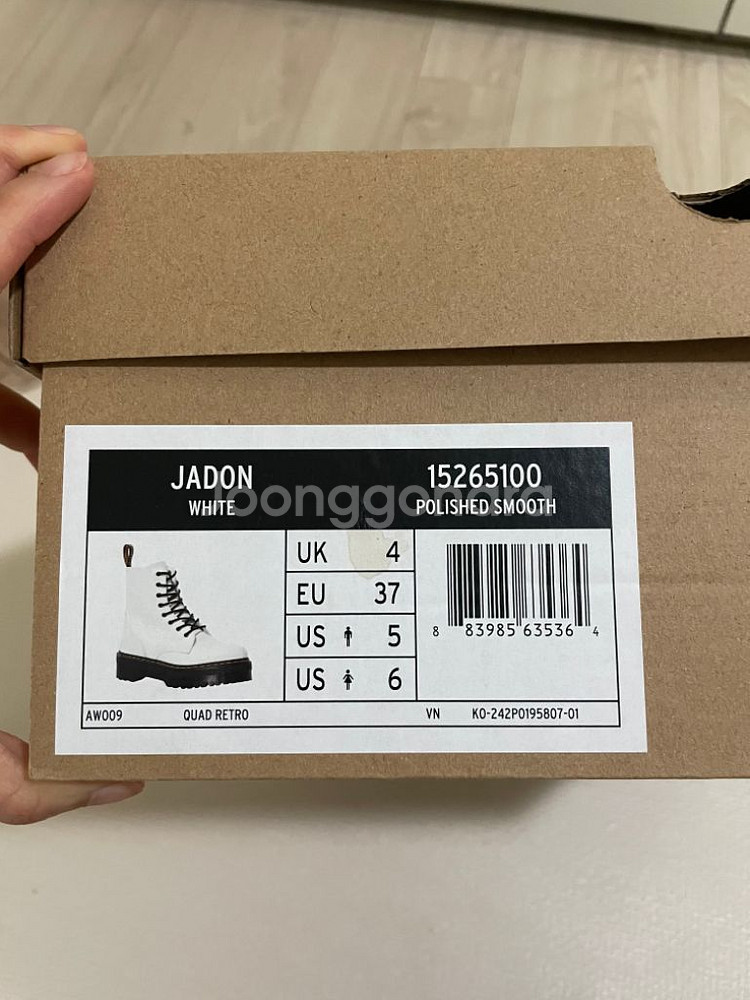 JADON 15265100
WHITE POLISHED SMOOTH
joonggonara
UK 4
EU 37
US 5
US 6
8 83985 63536 4
AW009 QUAD RETRO VN KO-242P0195807-01